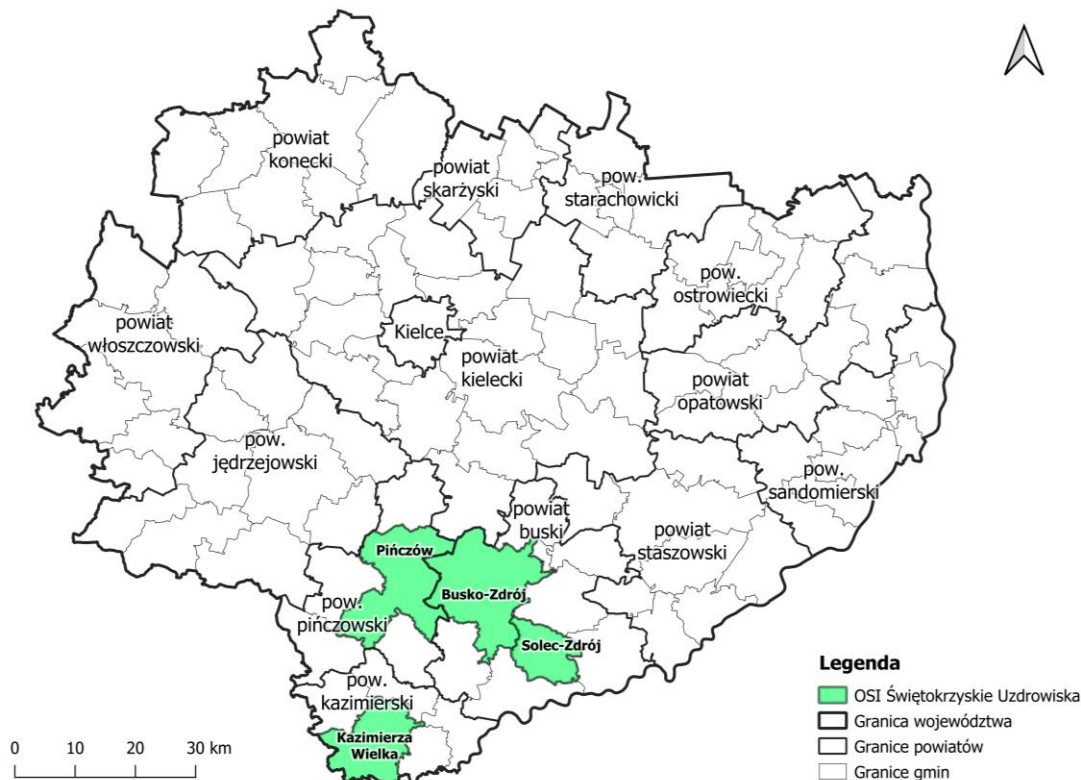 powiat
konecki
powiat
skarżyski
pow.
starachowicki
pow.
ostrowiecki
powiat
włoszczowski
Kielce
powiat
kielecki
powiat
opatowski
pow.
jędrzejowski
pow.
sandomierski
powiat
buski
powiat
staszowski
Pińczów
Busko-Zdrój
pow.
pińczowski
Solec-Zdrój
pow.
kazimierski
Kazimierza
Wielka
0 10 20 30 km
Legenda
OSI Świętokrzyskie Uzdrowiska
Granica województwa
Granice powiatów
Granice gmin